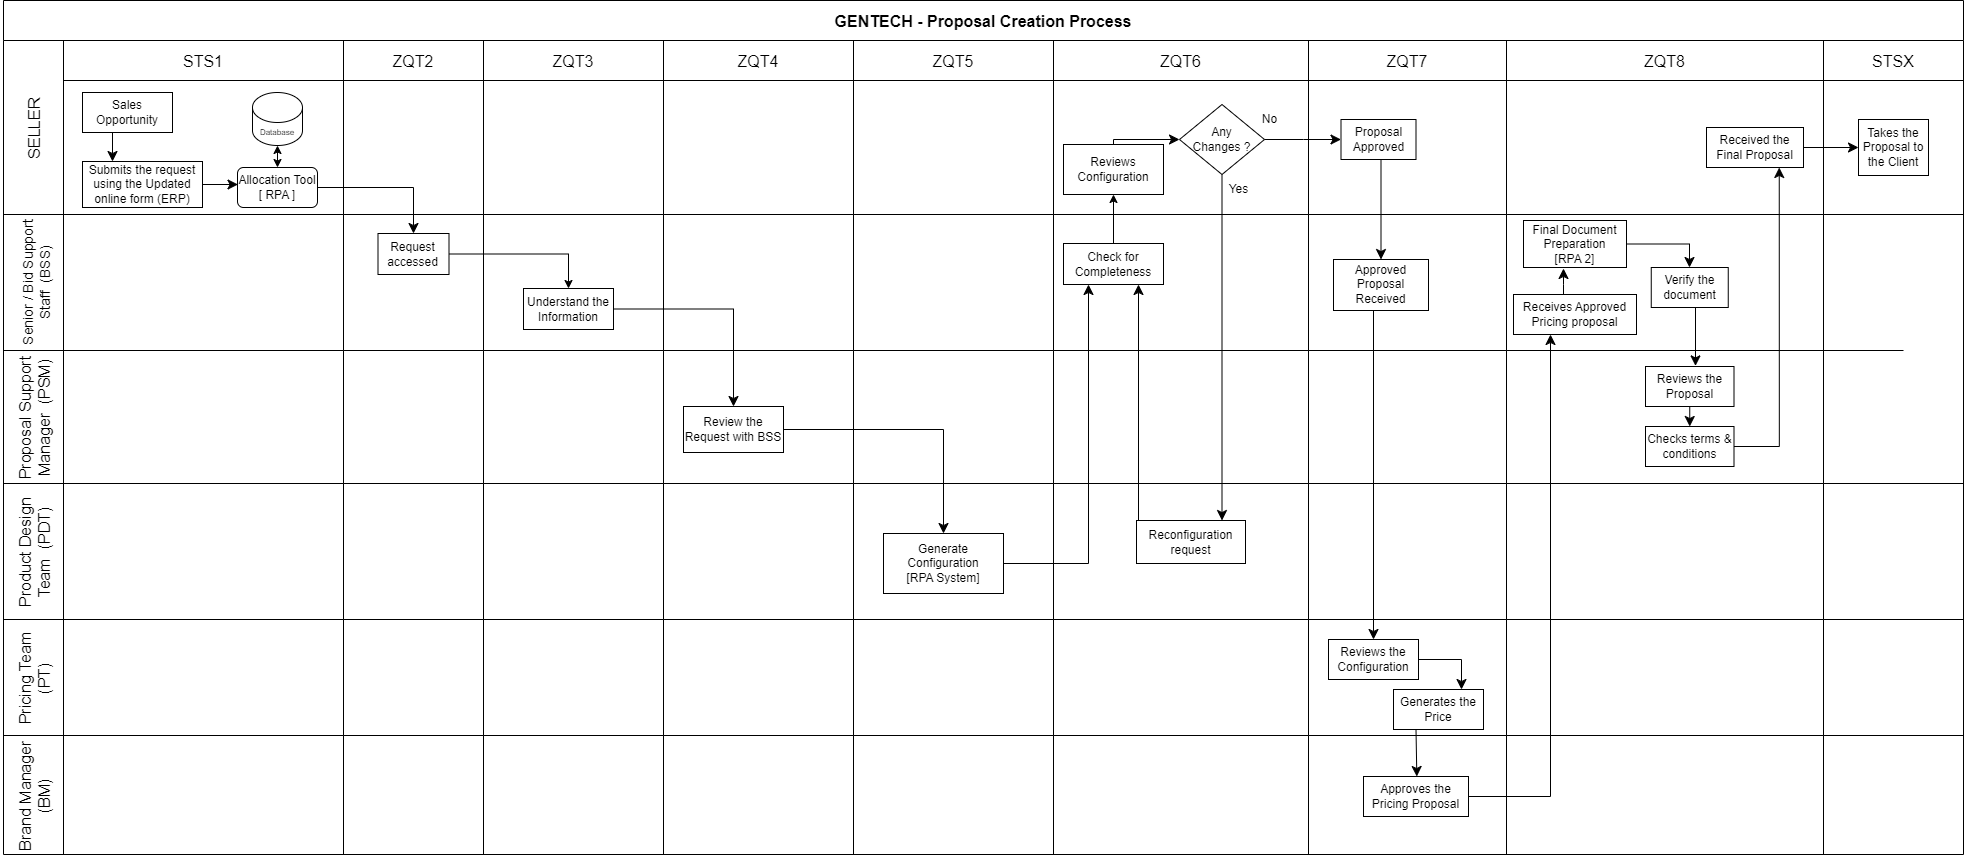 GENTECH - Proposal Creation Process
STS1
ZQT2
ZQT3
ZQT4
ZQT5
ZQT6
ZQT7
ZQT8
STSX
SELLER
Sales
Opportunity
Submits the request
using the Updated
online form (ERP)
Database
Allocation Tool
[ RPA ]
Reviews
Configuration
Any
Changes ?
No
Yes
Proposal
Approved
Received the
Final Proposal
Takes the
Proposal to
the Client
Senior / Bid Support
Staff (BSS)
Request
accessed
Understand the
Information
Check for
Completeness
Approved
Proposal
Received
Final Document
Preparation
[RPA 2]
Receives Approved
Pricing proposal
Verify the
document
Proposal Support
Manager (PSM)
Review the
Request with BSS
Reviews the
Proposal
Checks terms &
conditions
Product Design
Team (PDT)
Generate
Configuration
[RPA System]
Reconfiguration
request
Pricing Team
(PT)
Reviews the
Configuration
Generates the
Price
Brand Manager
(BM)
Approves the
Pricing Proposal